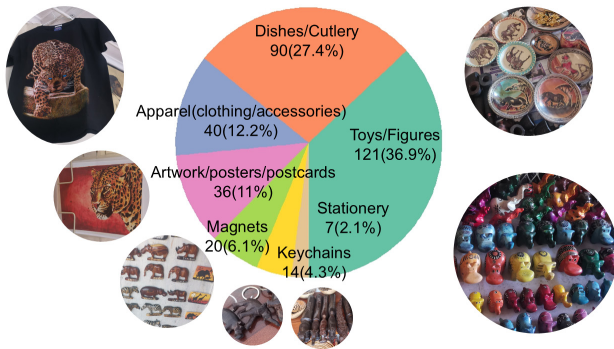 Dishes/Cutlery
90(27.4%)
Apparel(clothing/accessories)
40(12.2%)
Toys/Figures
121(36.9%)
Artwork/posters/postcards
36(11%)
Stationery
7(2.1%)
Magnets
20(6.1%)
Keychains
14(4.3%)